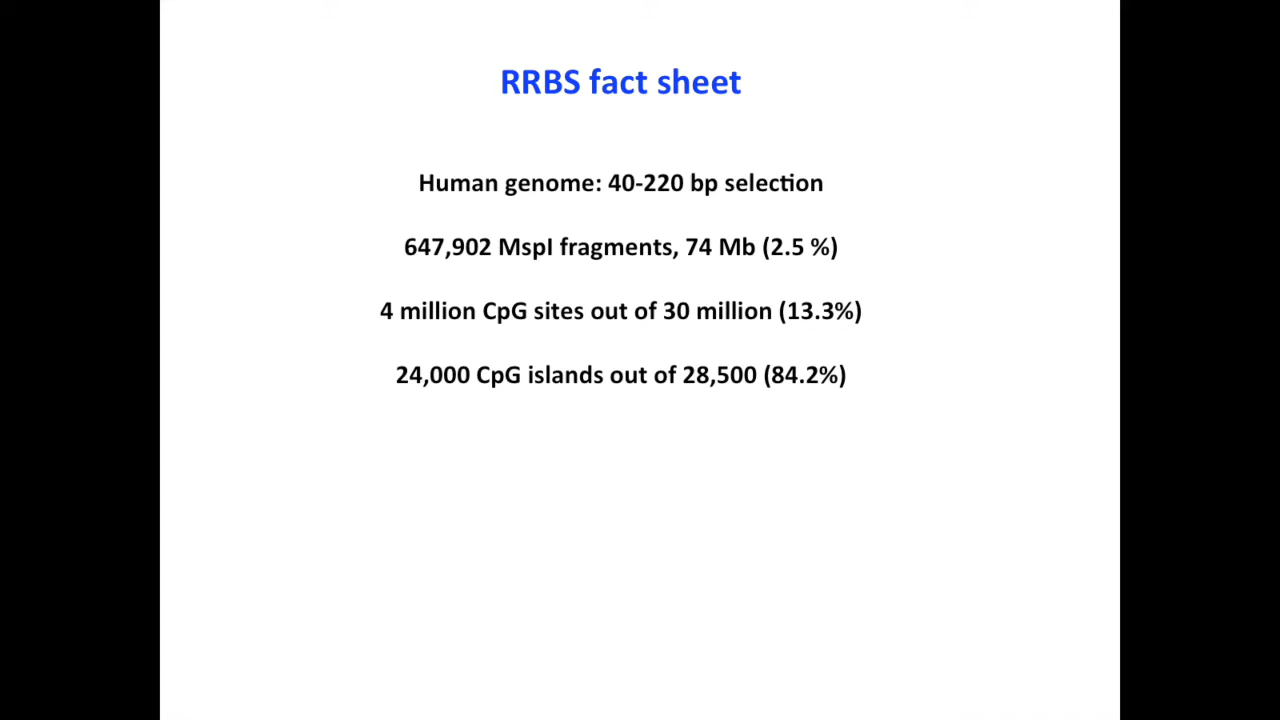 RRBS fact sheet
Human genome: 40-220 bp selection
647,902 MspI fragments, 74 Mb (2.5 %)
4 million CpG sites out of 30 million (13.3%)
24,000 CpG islands out of 28,500 (84.2%)